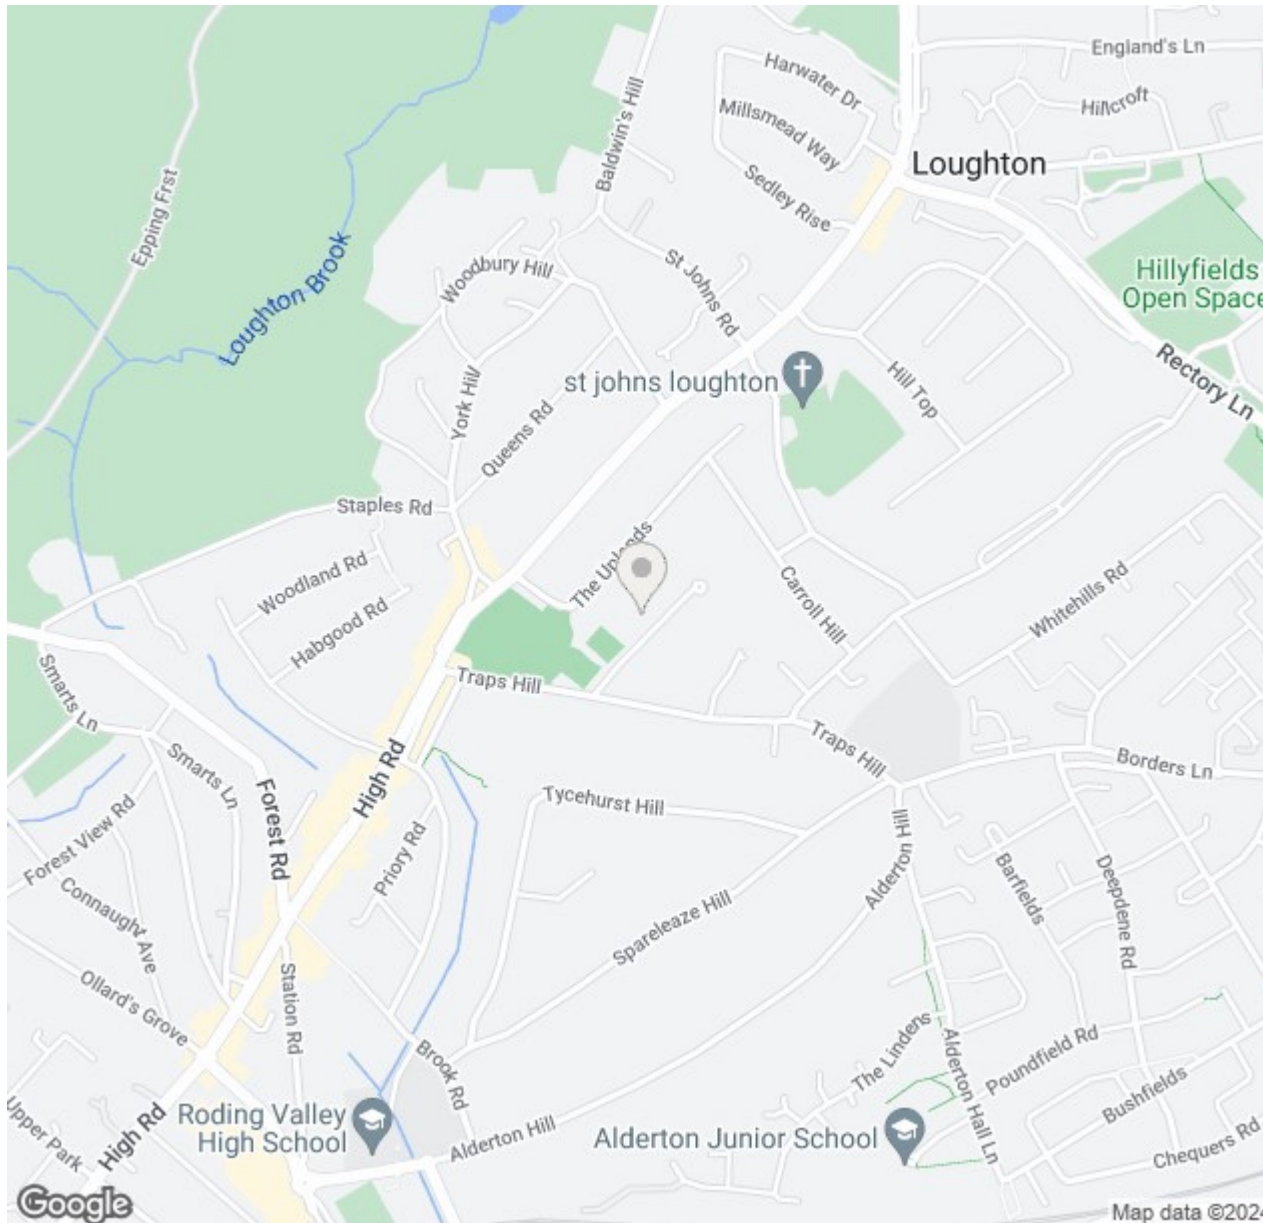 England's Ln
Harwater Dr
Hillcroft
Baldwin's Hill
Millsmead Way
Loughton
Sedley Rise
Epping Frst
Loughton Brook
Woodbury Hill
St Johns Rd
Hillyfields
Open Space
Rectory Ln
st johns loughton
Hill Top
York Hill
Queens Rd
Staples Rd
The Uplands
Woodland Rd
Carroll Hill
Whitehills Rd
Habgood Rd
Smarts Ln
Traps Hill
Traps Hill
Borders Ln
Smarts Ln
High Rd
Forest Rd
Tycehurst Hill
Forest View Rd
Priory Rd
Alderton Hill
Barfields
Deepdene Rd
Connaught Ave
Spareleaze Hill
Ollard's Grove
Station Rd
Brook Rd
The Lindens
Alderton Hall Ln
Poundfield Rd
Bushfields
Upper Park
High Rd
Roding Valley
High School
Alderton Hill
Alderton Junior School
Chequers Rd
Google
Map data ©2024